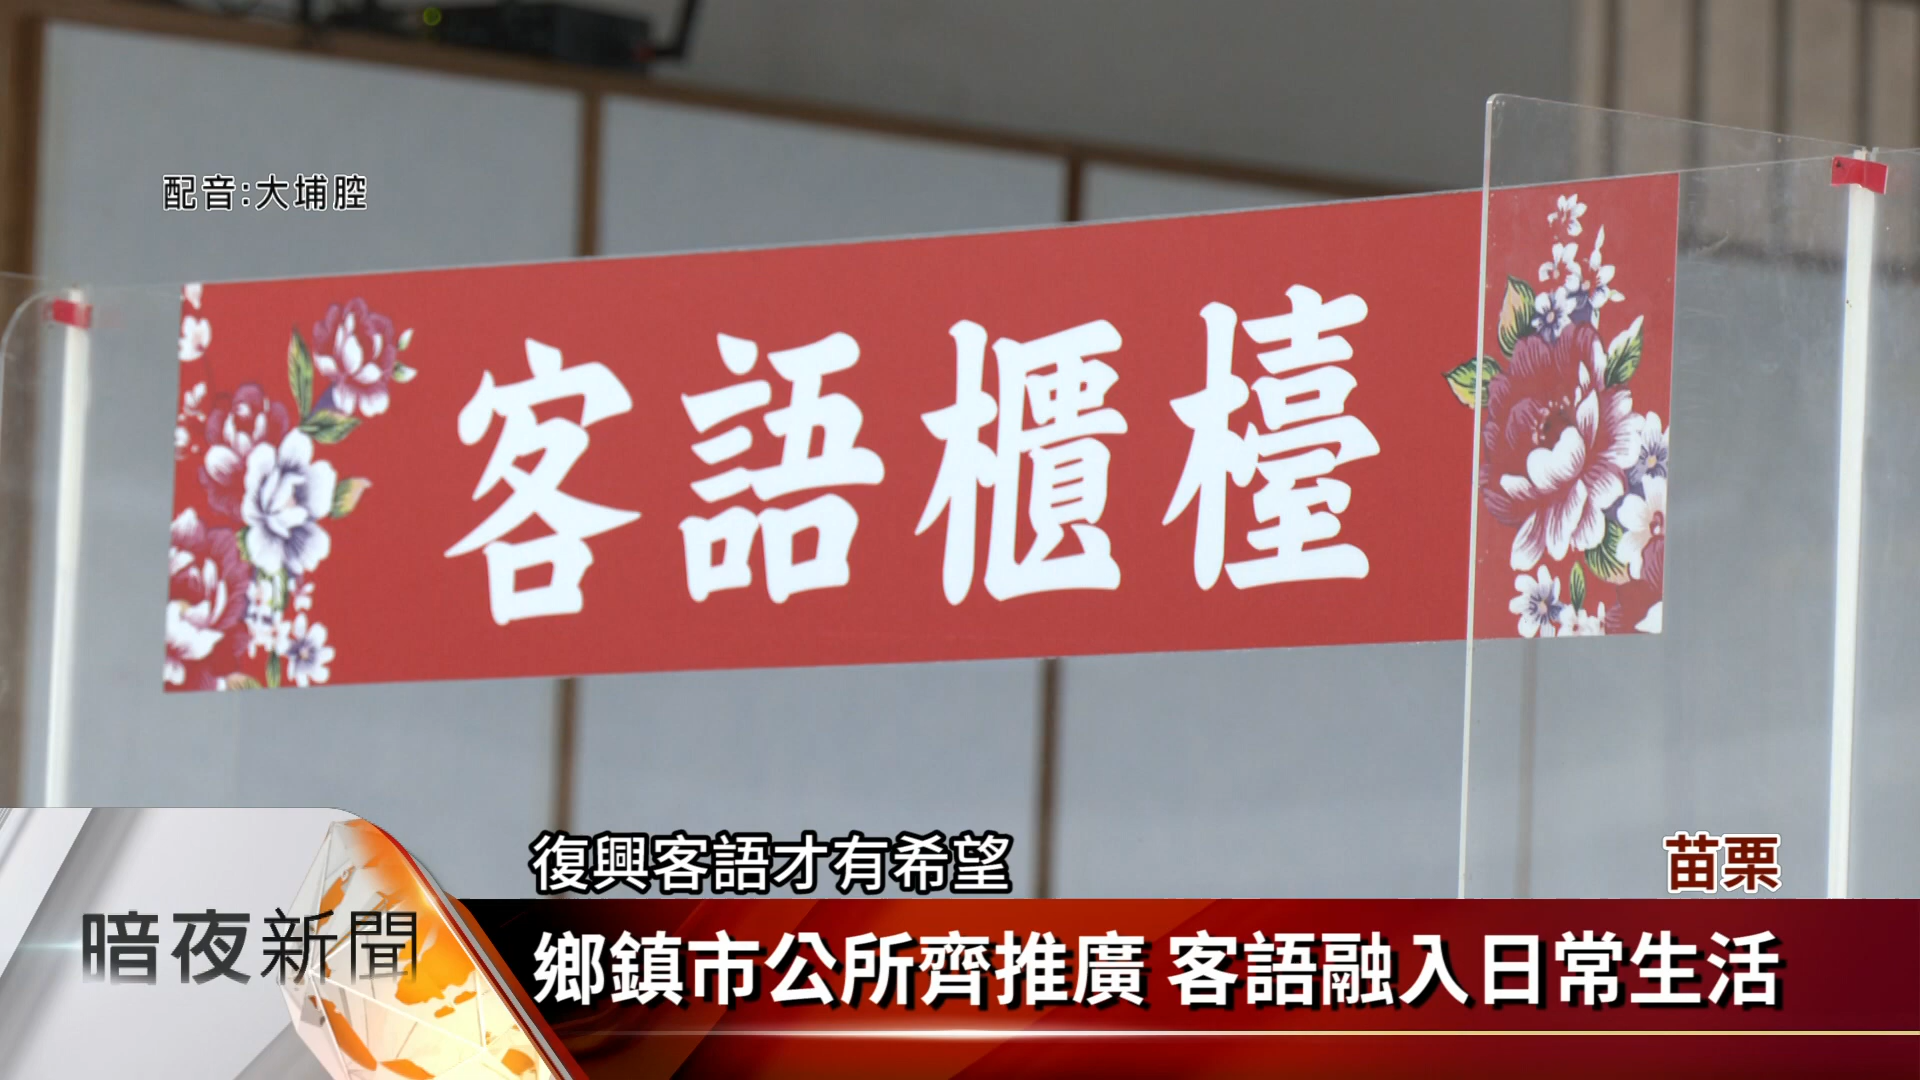 配音:大埔腔
客語櫃檯
復興客語才有希望
苗栗
暗夜新聞
鄉鎮市公所齊推廣 客語融入日常生活